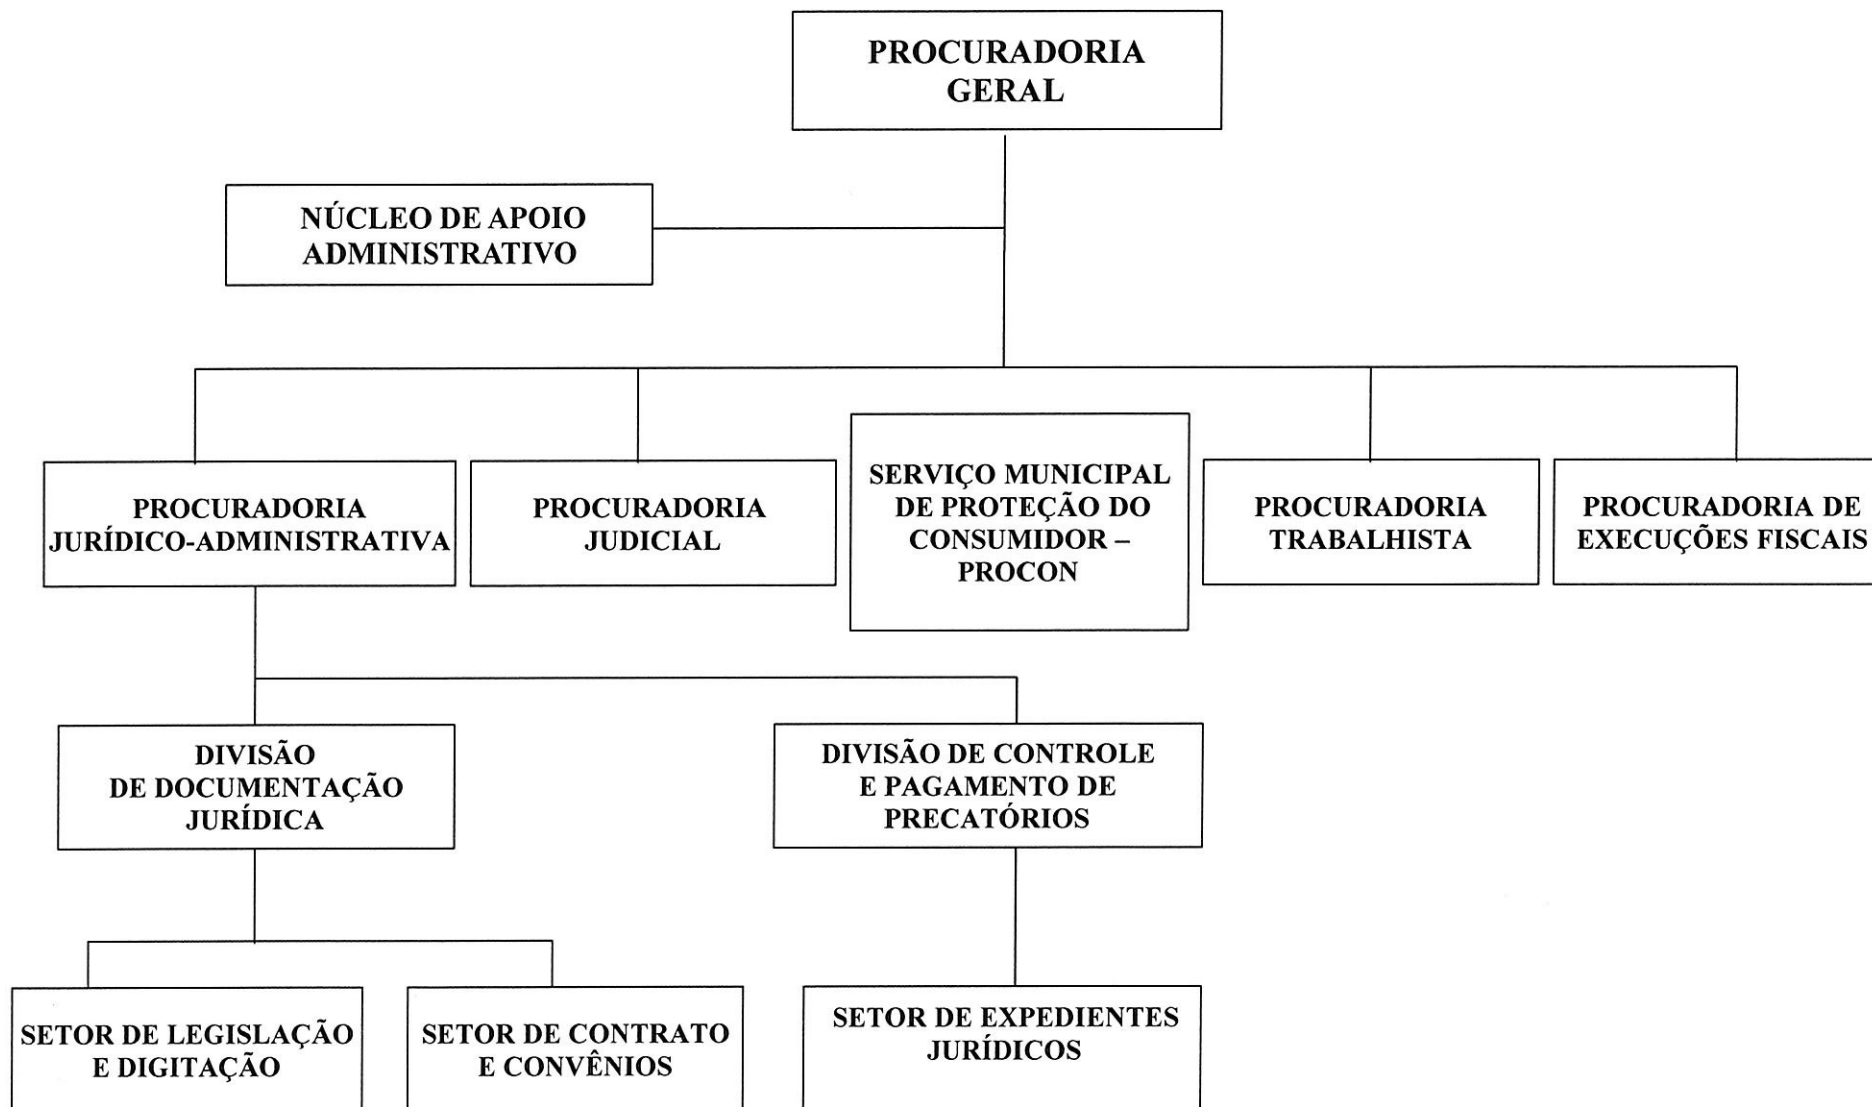 PROCURADORIA
GERAL
NÚCLEO DE APOIO
ADMINISTRATIVO
PROCURADORIA
JURÍDICO-ADMINISTRATIVA
PROCURADORIA
JUDICIAL
SERVIÇO MUNICIPAL
DE PROTEÇÃO DO
CONSUMIDOR –
PROCON
PROCURADORIA
TRABALHISTA
PROCURADORIA DE
EXECUÇÕES FISCAIS
DIVISÃO
DE DOCUMENTAÇÃO
JURÍDICA
DIVISÃO DE CONTROLE
E PAGAMENTO DE
PRECATÓRIOS
SETOR DE LEGISLAÇÃO
E DIGITAÇÃO
SETOR DE CONTRATO
E CONVÊNIOS
SETOR DE EXPEDIENTES
JURÍDICOS